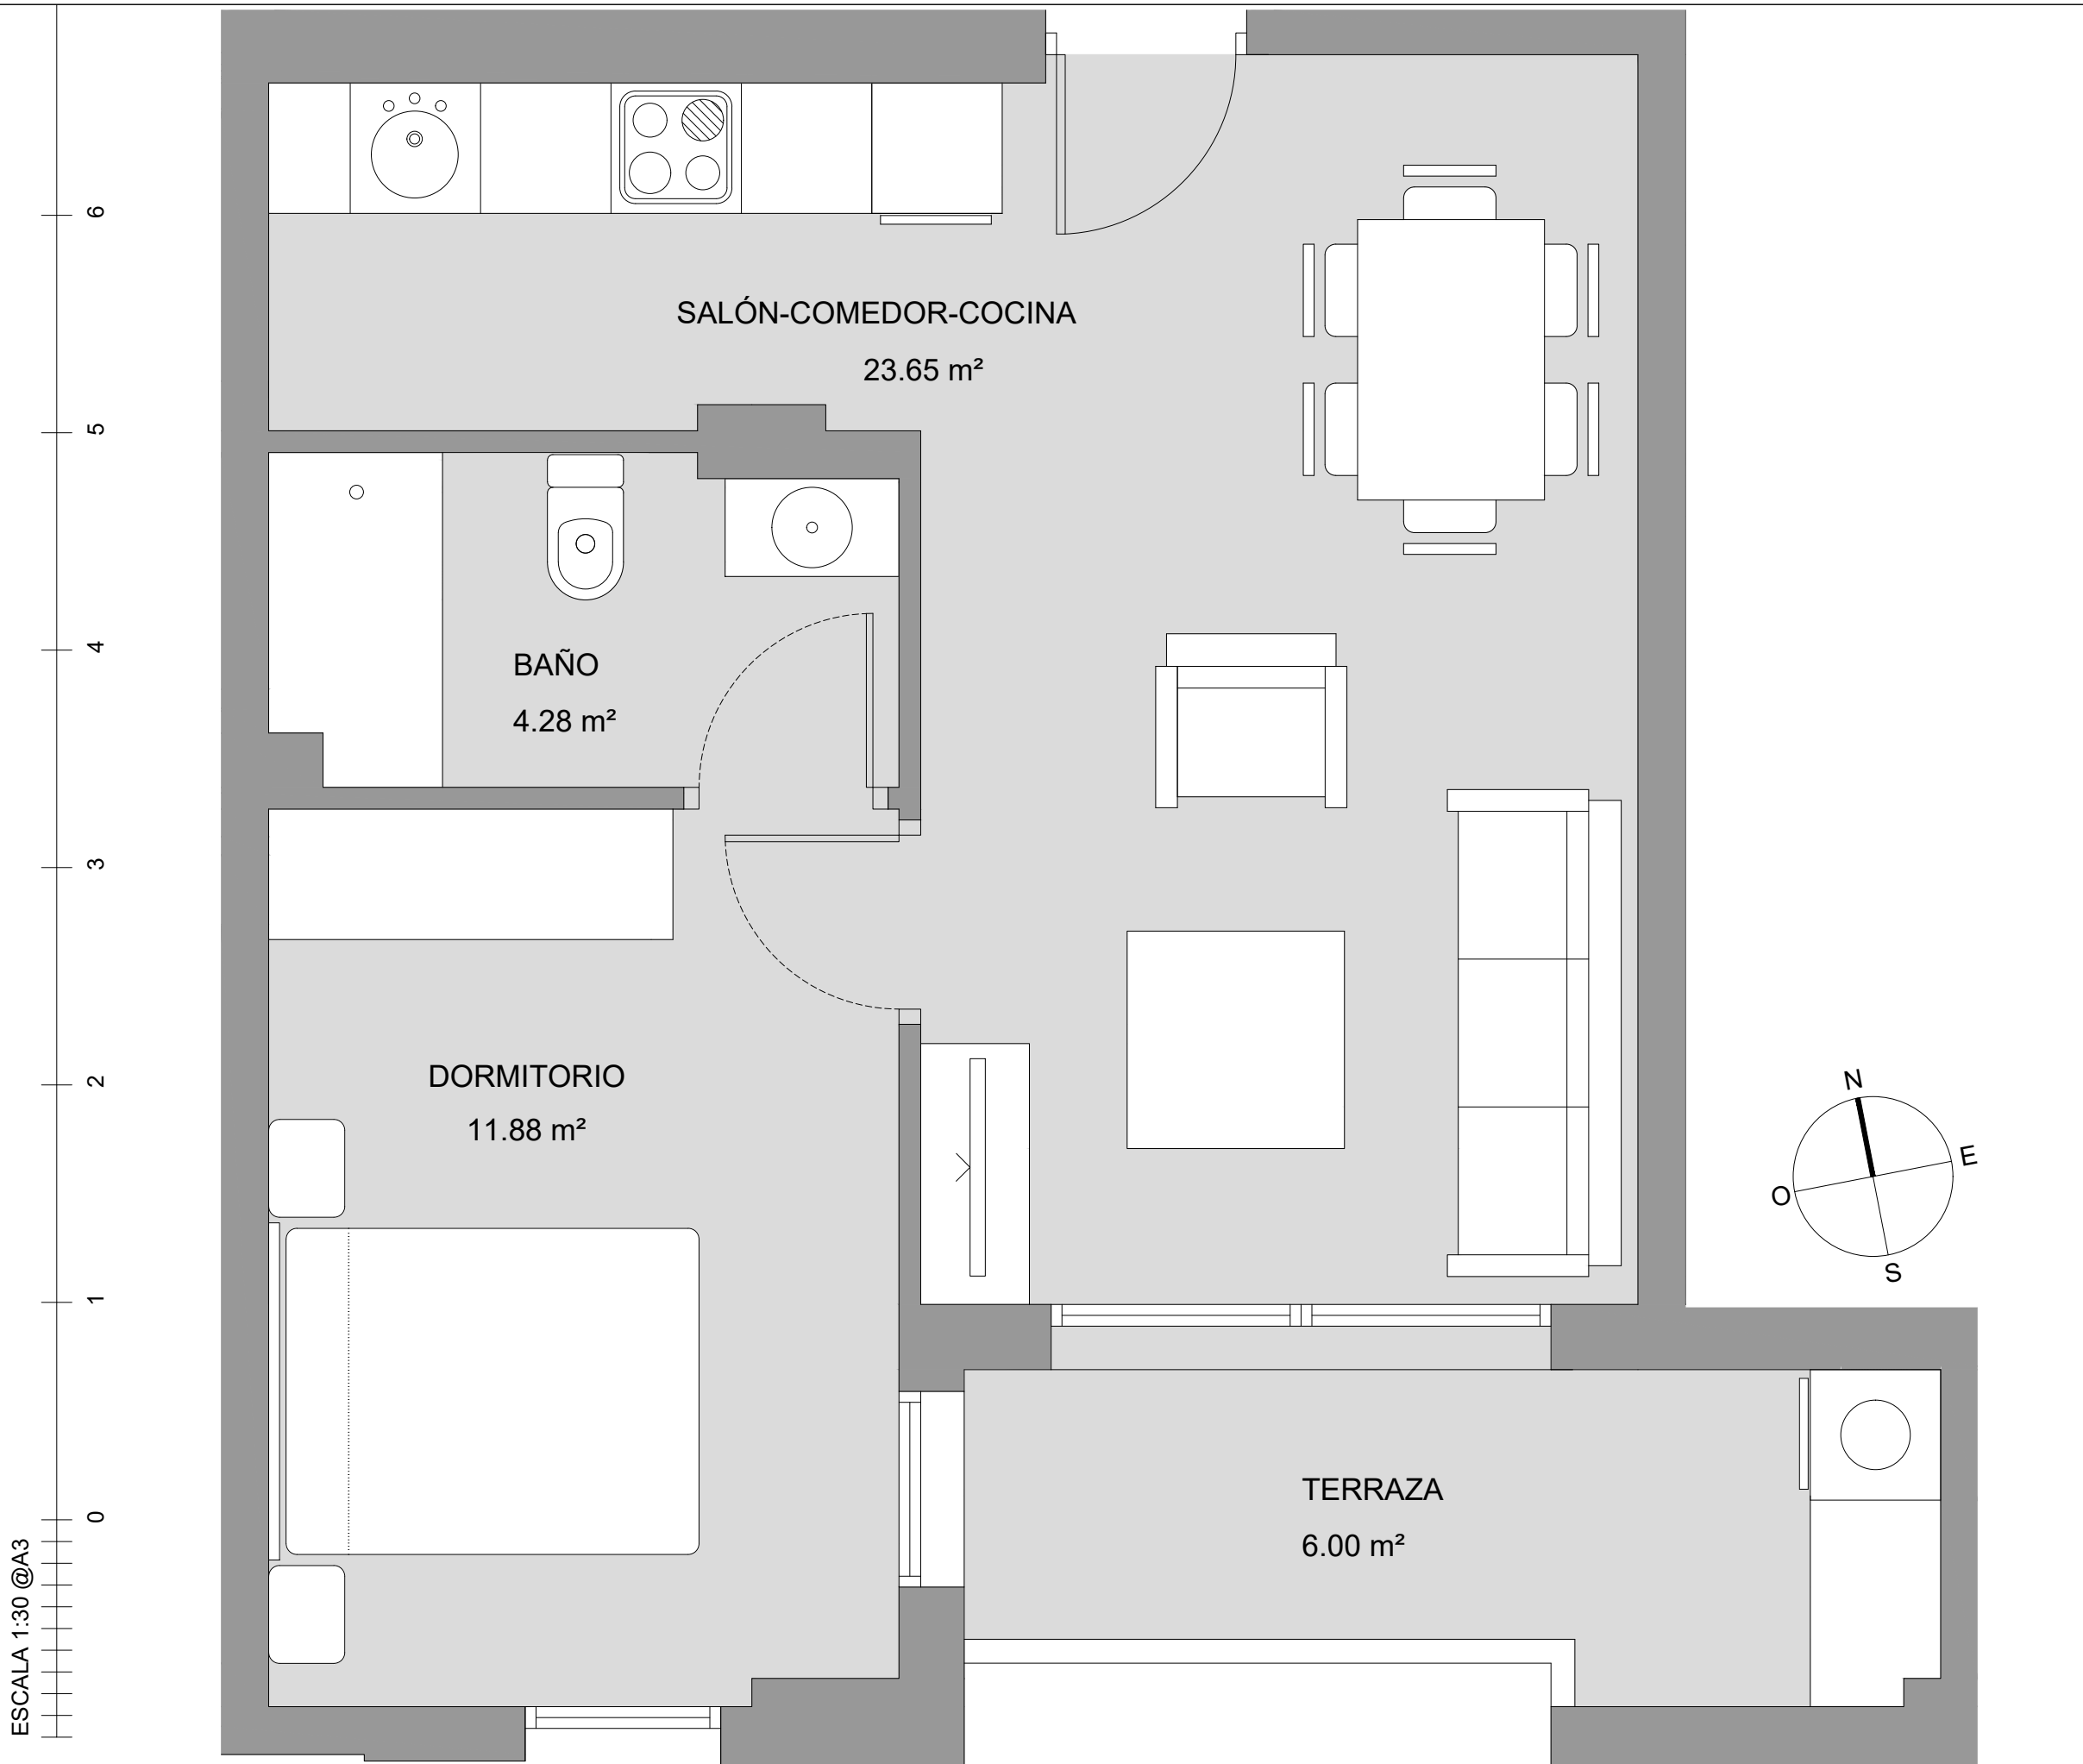 SALÓN-COMEDOR-COCINA
23.65 m²
BAÑO
4.28 m²
DORMITORIO
11.88 m²
TERRAZA
6.00 m²
N
E
O
S
6
5
4
3
2
1
0
ESCALA 1:30 @A3